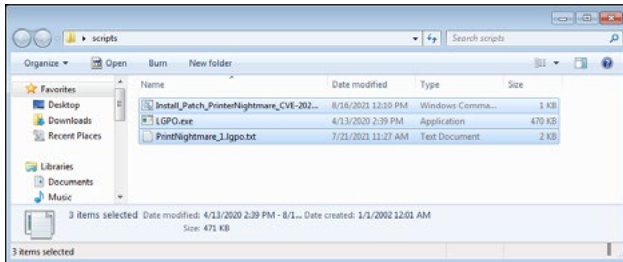 scripts
Search scripts
Organize Open Burn New folder
Favorites
Desktop
Downloads
Recent Places
Libraries
Documents
Music
Name Date modified Type Size
Install_Patch_PrinterNightmare_CVE-202... 8/16/2021 12:10 PM Windows Comma... 1 KB
LGPO.exe 4/13/2020 2:39 PM Application 470 KB
PrintNightmare_1.lgpo.txt 7/21/2021 11:27 AM Text Document 2 KB
3 items selected Date modified: 4/13/2020 2:39 PM - 8/1... Date created: 1/1/2002 12:01 AM
Size: 471 KB
3 items selected